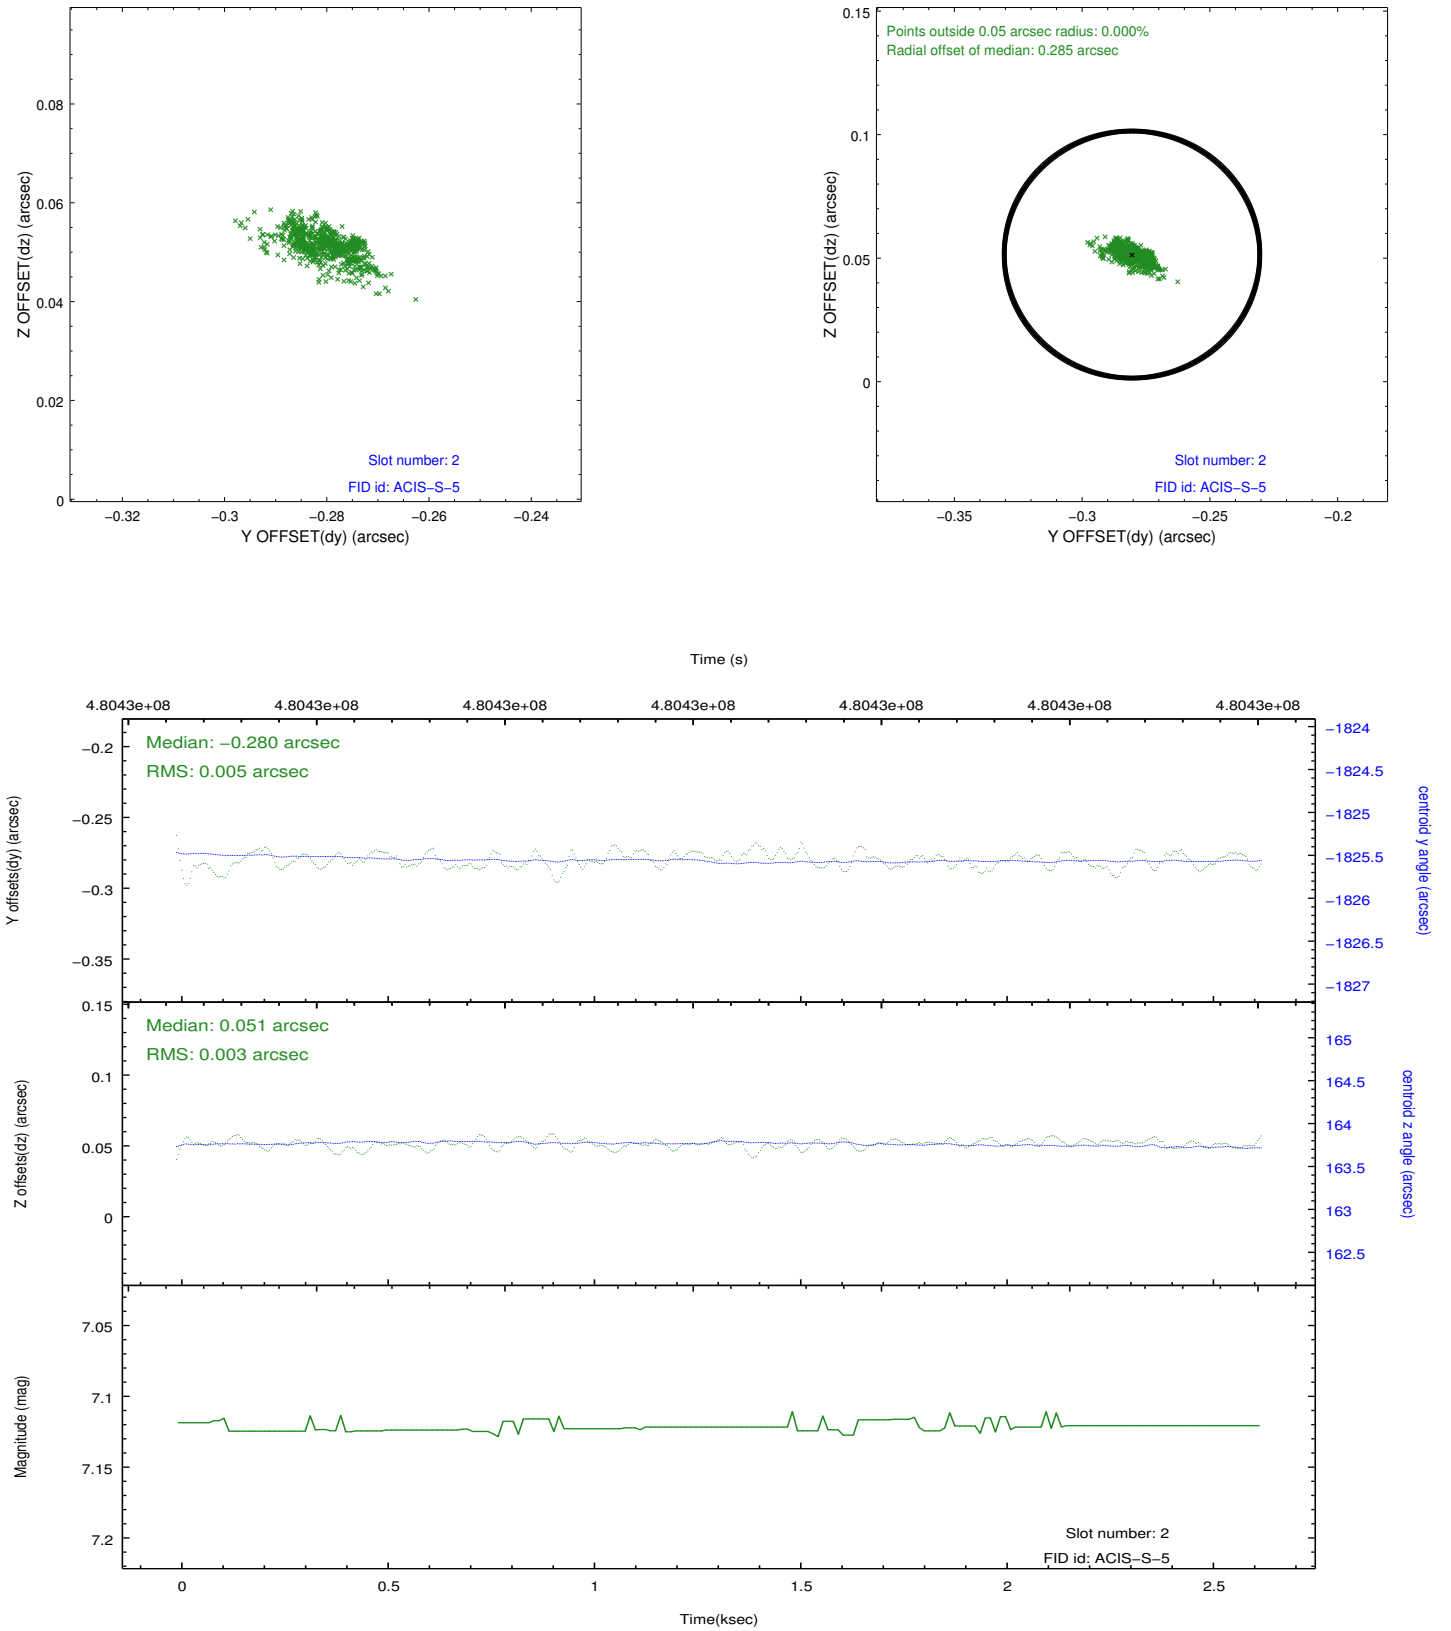 0.08
0.06
0.04
0.02
0
Z OFFSET(dz) (arcsec)
Slot number: 2
FID id: ACIS−S−5
−0.32
−0.3
−0.28
−0.26
−0.24
Y OFFSET(dy) (arcsec)
Points outside 0.05 arcsec radius: 0.000%
Radial offset of median: 0.285 arcsec
0.15
0.1
0.05
0
Z OFFSET(dz) (arcsec)
Slot number: 2
FID id: ACIS−S−5
−0.35
−0.3
−0.25
−0.2
Y OFFSET(dy) (arcsec)
Time (s)
4.8043e+08
4.8043e+08
4.8043e+08
4.8043e+08
4.8043e+08
4.8043e+08
4.8043e+08
Median: −0.280 arcsec
RMS: 0.005 arcsec
−0.2
−0.25
−0.3
−0.35
Y offsets(dy) (arcsec)
−1824
−1824.5
−1825
−1825.5
−1826
−1826.5
−1827
centroid y angle (arcsec)
Median: 0.051 arcsec
RMS: 0.003 arcsec
0.15
0.1
0.05
0
Z offsets(dz) (arcsec)
165
164.5
164
163.5
163
162.5
centroid z angle (arcsec)
7.05
7.1
7.15
7.2
Magnitude (mag)
Slot number: 2
FID id: ACIS−S−5
0
0.5
1
1.5
2
2.5
Time(ksec)